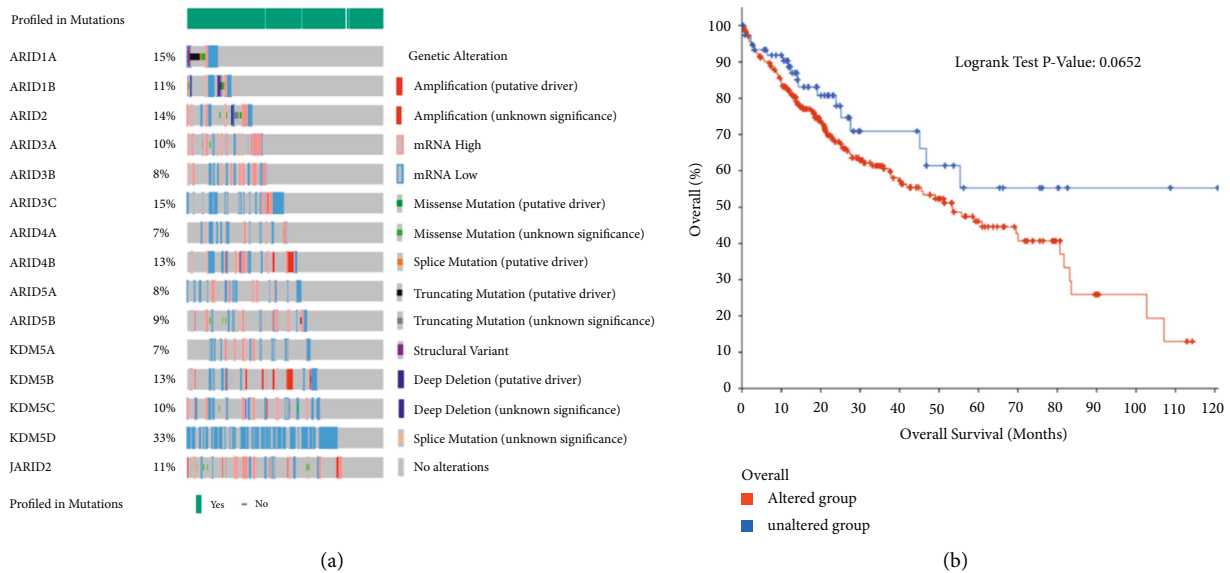 Profiled in Mutations
ARID1A 15%
ARID1B 11%
ARID2 14%
ARID3A 10%
ARID3B 8%
ARID3C 15%
ARID4A 7%
ARID4B 13%
ARID5A 8%
ARID5B 9%
KDM5A 7%
KDM5B 13%
KDM5C 10%
KDM5D 33%
JARID2 11%
Profiled in Mutations Yes No
Genetic Alteration
Amplification (putative driver)
Amplification (unknown significance)
mRNA High
mRNA Low
Missense Mutation (putative driver)
Missense Mutation (unknown significance)
Splice Mutation (putative driver)
Truncating Mutation (putative driver)
Truncating Mutation (unknown significance)
Struclural Variant
Deep Deletion (putative driver)
Deep Deletion (unknown significance)
Splice Mutation (unknown significance)
No alterations
(a)
Logrank Test P-Value: 0.0652
Overall (%)
100
90
80
70
60
50
40
30
20
10
0
0 10 20 30 40 50 60 70 80 90 100 110 120
Overall Survival (Months)
Overall
Altered group
unaltered group
(b)